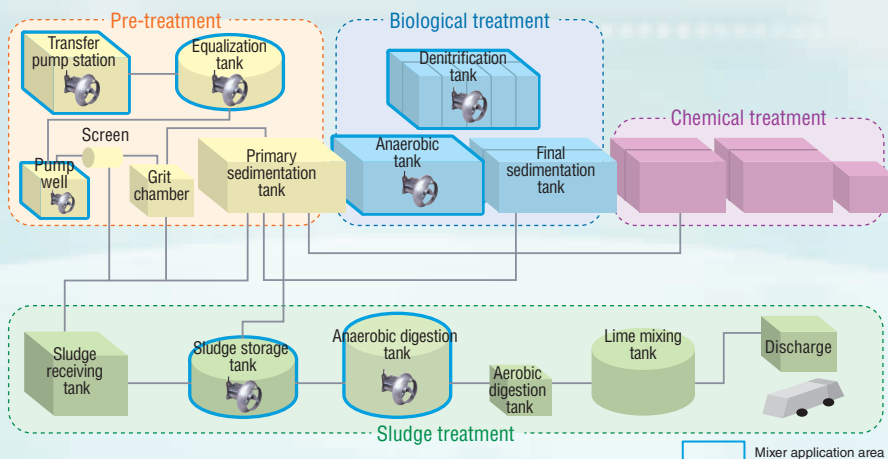 Pre-treatment
Transfer
pump station
Equalization
tank
Screen
Pump
well
Grit
chamber
Primary
sedimentation
tank
Biological treatment
Denitrification
tank
Anaerobic
tank
Final
sedimentation
tank
Chemical treatment
Sludge
receiving
tank
Sludge storage
tank
Anaerobic digestion
tank
Aerobic
digestion
tank
Lime mixing
tank
Discharge
Sludge treatment
Mixer application area